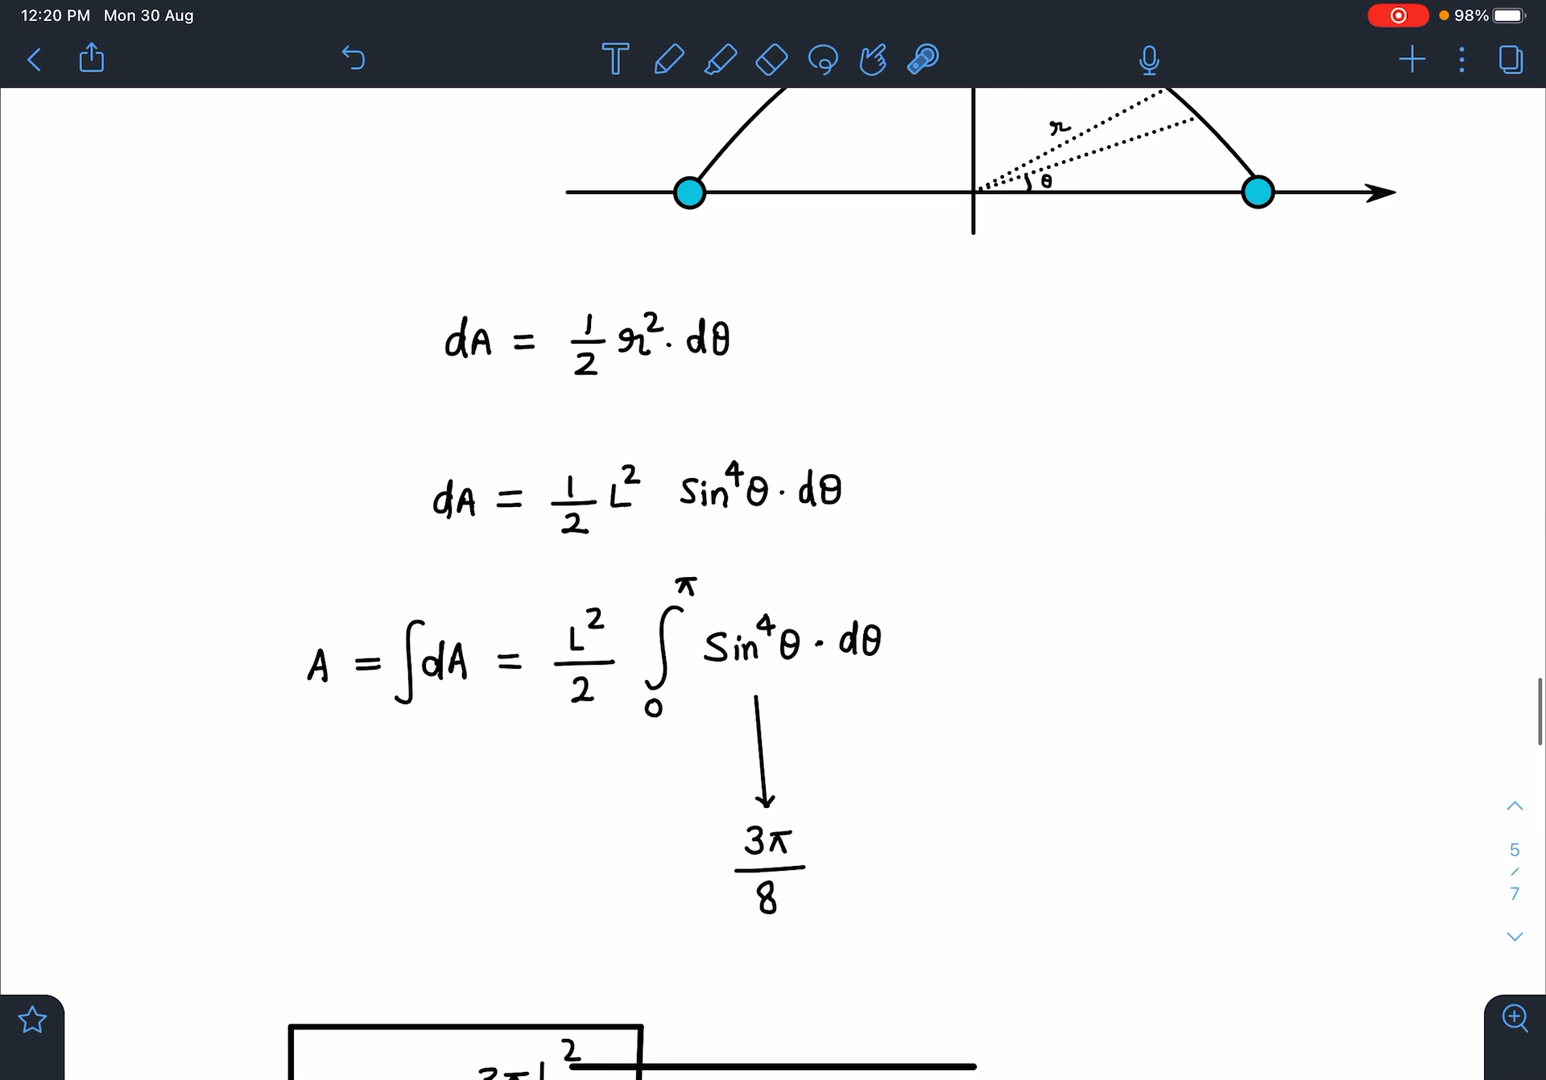 12:20 PM Mon 30 Aug 98%
T
r
θ
dA = 1/2 r². dθ
dA = 1/2 L² Sin⁴θ · dθ
A = ∫dA = L²/2 ∫₀^π Sin⁴θ · dθ
3π/8
5
/
7
2